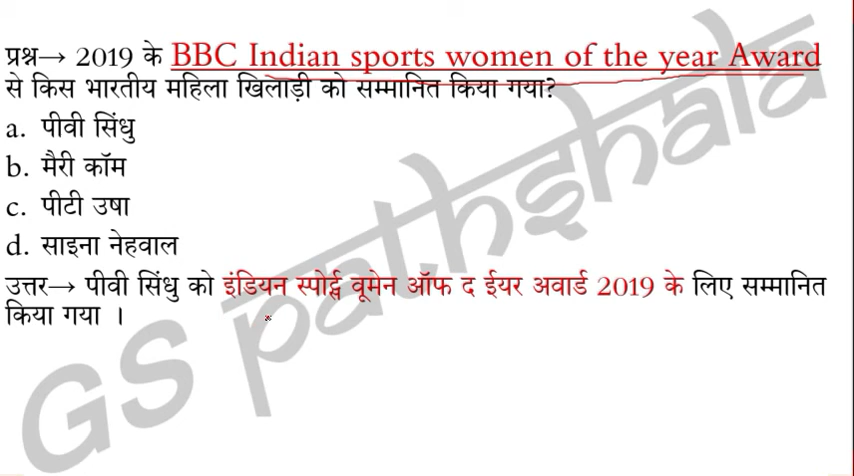 प्रश्न→ 2019 के BBC Indian sports women of the year Award
से किस भारतीय महिला खिलाड़ी को सम्मानित किया गया?
a. पीवी सिंधु
b. मैरी कॉम
c. पीटी उषा
d. साइना नेहवाल
उत्तर→ पीवी सिंधु को इंडियन स्पोर्ट्स वूमेन ऑफ द ईयर अवार्ड 2019 के लिए सम्मानित
किया गया ।
GS pathshala